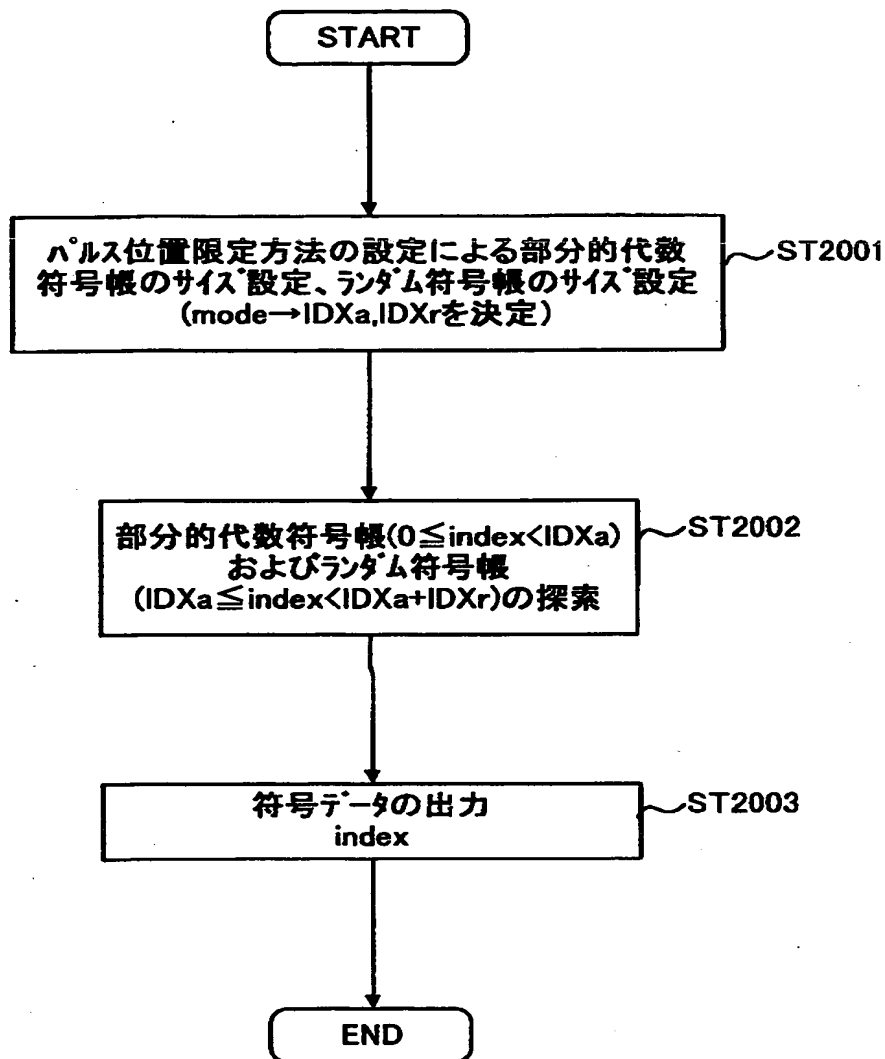 START
パルス位置限定方法の設定による部分的代数
符号帳のサイズ設定、ランダム符号帳のサイズ設定
(mode→IDXa,IDXrを決定)
ST2001
部分的代数符号帳(0≦index<IDXa)
およびランダム符号帳
(IDXa≦index<IDXa+IDXr)の探索
ST2002
符号データの出力
index
ST2003
END